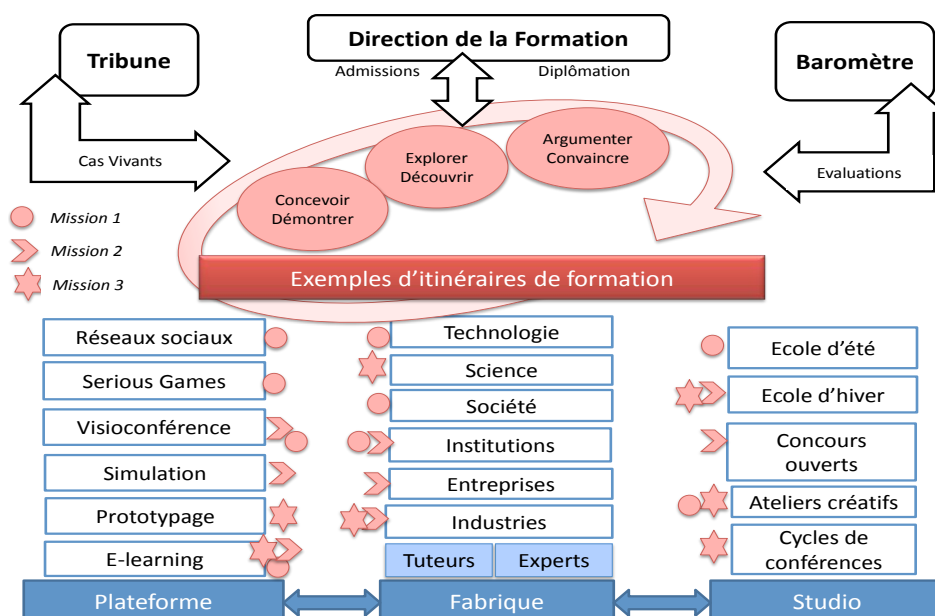 Tribune
Direction de la Formation
Baromètre
Admissions
Diplômation
Cas Vivants
Evaluations
Concevoir
Démontrer
Explorer
Découvrir
Argumenter
Convaincre
Mission 1
Mission 2
Mission 3
Exemples d’itinéraires de formation
Réseaux sociaux
Serious Games
Visioconférence
Simulation
Prototypage
E-learning
Plateforme
Technologie
Science
Société
Institutions
Entreprises
Industries
Tuteurs
Experts
Fabrique
Ecole d’été
Ecole d’hiver
Concours
ouverts
Ateliers créatifs
Cycles de
conférences
Studio